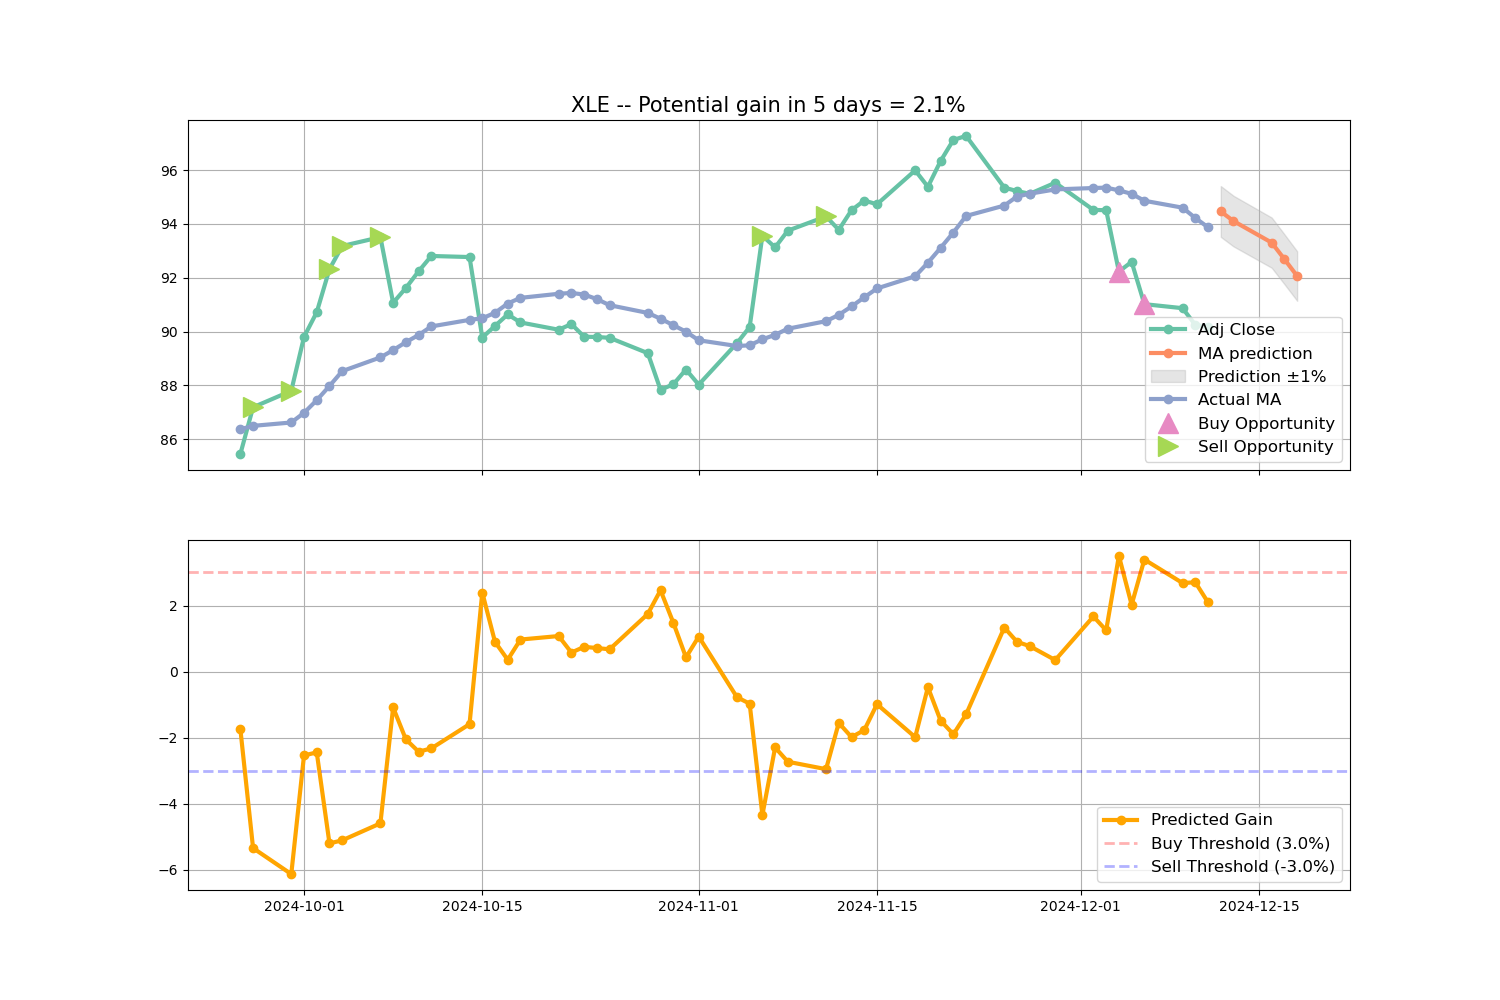 XLE -- Potential gain in 5 days = 2.1%
96
94
92
90
88
86
Adj Close
MA prediction
Prediction ±1%
Actual MA
Buy Opportunity
Sell Opportunity
2
0
−2
−4
−6
Predicted Gain
Buy Threshold (3.0%)
Sell Threshold (-3.0%)
2024-10-01
2024-10-15
2024-11-01
2024-11-15
2024-12-01
2024-12-15